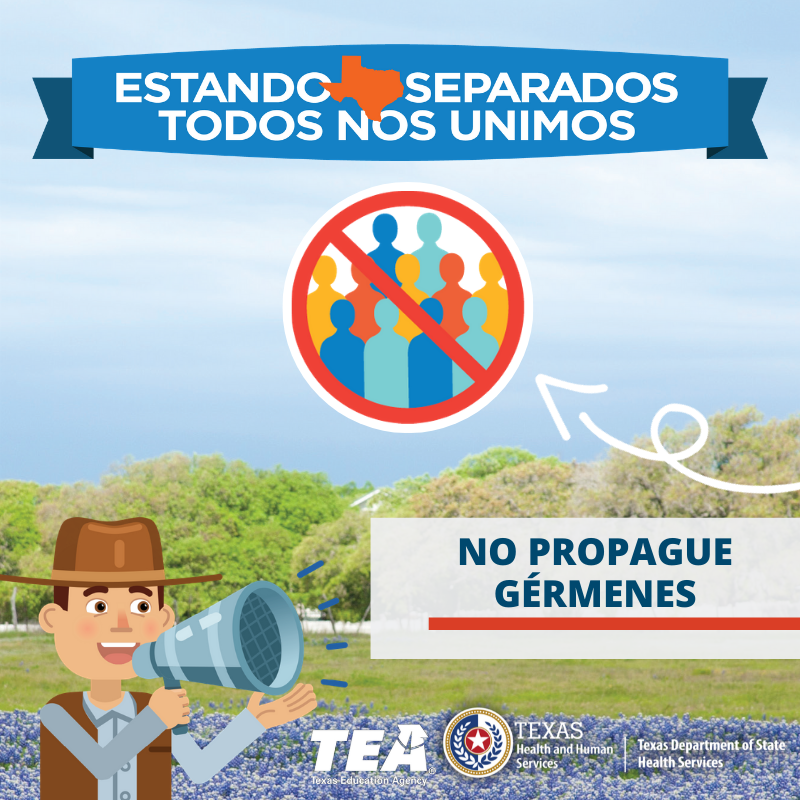 ESTANDO SEPARADOS
TODOS NOS UNIMOS
NO PROPAGUE
GÉRMENES
TEA
Texas Education Agency
TEXAS
Health and Human
Services
Texas Department of State
Health Services